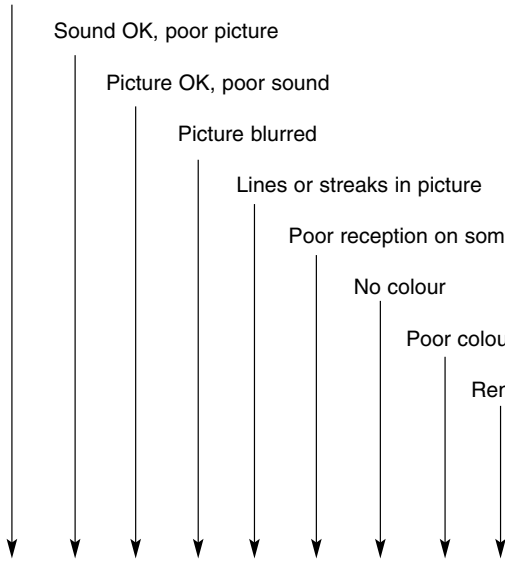 Sound OK, poor picture
Picture OK, poor sound
Picture blurred
Lines or streaks in picture
Poor reception on
No colour
Poor